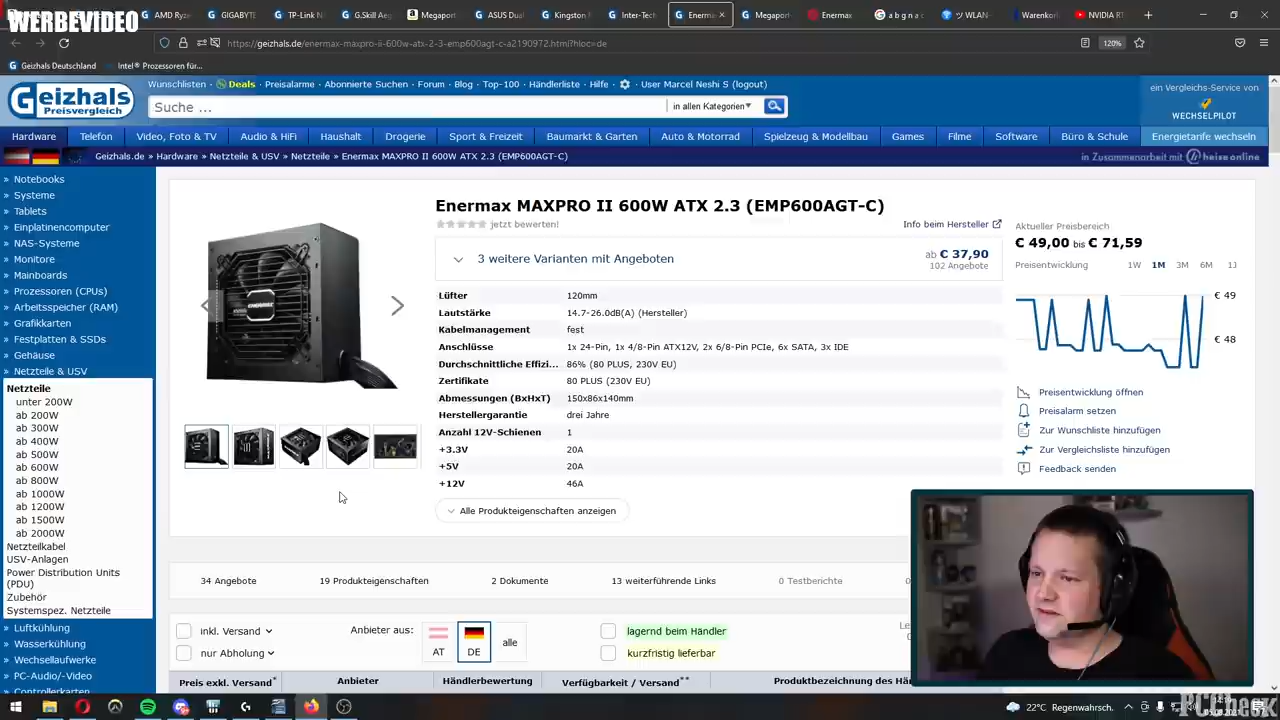 WERBEVIDEO
AMD Ryze
GIGABYTE
TP-Link N
G.Skill Aeg
Megaport
ASUS Dual
Kingston F
Inter-Tech
Enermax
Mempo
Enermax
a b g n a c
WLAN
Warenkorb
NVIDIA RT
https://geizhals.de/enermax-maxpro-ii-600w-atx-2-3-emp600agt-c-a2190972.html?hloc=de
120%
Geizhals Deutschland
Intel® Prozessoren für...
Geizhals
Preisvergleich
Wunschlisten
Deals
Preisalarme
Abonnierte Suchen
Forum
Blog
Top-100
Händlerliste
Hilfe
User Marcel Neshi S (logout)
Suche ...
in allen Kategorien
ein Vergleichs-Service von
WECHSELPILOT
Hardware
Telefon
Video, Foto & TV
Audio & HiFi
Haushalt
Drogerie
Sport & Freizeit
Baumarkt & Garten
Auto & Motorrad
Spielzeug & Modellbau
Games
Filme
Software
Büro & Schule
Energietarife wechseln
Geizhals.de » Hardware » Netzteile & USV » Netzteile » Enermax MAXPRO II 600W ATX 2.3 (EMP600AGT-C)
in Zusammenarbeit mit heise online
» Notebooks
» Systeme
» Tablets
» Einplatinencomputer
» NAS-Systeme
» Monitore
» Mainboards
» Prozessoren (CPUs)
» Arbeitsspeicher (RAM)
» Grafikkarten
» Festplatten & SSDs
» Gehäuse
» Netzteile & USV
Netzteile
unter 200W
ab 200W
ab 300W
ab 400W
ab 500W
ab 600W
ab 800W
ab 1000W
ab 1200W
ab 1500W
ab 2000W
Netzteilkabel
USV-Anlagen
Power Distribution Units
(PDU)
Zubehör
Systemspez. Netzteile
» Luftkühlung
» Wasserkühlung
» Wechsellaufwerke
» PC-Audio/-Video
» Controllerkarten
Enermax MAXPRO II 600W ATX 2.3 (EMP600AGT-C)
jetzt bewerten!
Info beim Hersteller
3 weitere Varianten mit Angeboten
ab € 37,90
102 Angebote
Lüfter 120mm
Lautstärke 14.7-26.0dB(A) (Hersteller)
Kabelmanagement fest
Anschlüsse 1x 24-Pin, 1x 4/8-Pin ATX12V, 2x 6/8-Pin PCIe, 6x SATA, 3x IDE
Durchschnittliche Effizi... 86% (80 PLUS, 230V EU)
Zertifikate 80 PLUS (230V EU)
Abmessungen (BxHxT) 150x86x140mm
Herstellergarantie drei Jahre
Anzahl 12V-Schienen 1
+3.3V 20A
+5V 20A
+12V 46A
Alle Produkteigenschaften anzeigen
Aktueller Preisbereich
€ 49,00 bis € 71,59
Preisentwicklung 1W 1M 3M 6M 1J
€ 49
€ 48
Preisentwicklung öffnen
Preisalarm setzen
Zur Wunschliste hinzufügen
Zur Vergleichsliste hinzufügen
Feedback senden
34 Angebote
19 Produkteigenschaften
2 Dokumente
13 weiterführende Links
0 Testberichte
inkl. Versand
nur Abholung
Anbieter aus:
AT
DE
alle
lagernd beim Händler
kurzfristig lieferbar
Preis exkl. Versand*
Anbieter
Händlerbewertung
Verfügbarkeit / Versand**
Produktbezeichnung des Hän
22°C Regenwahrsch.